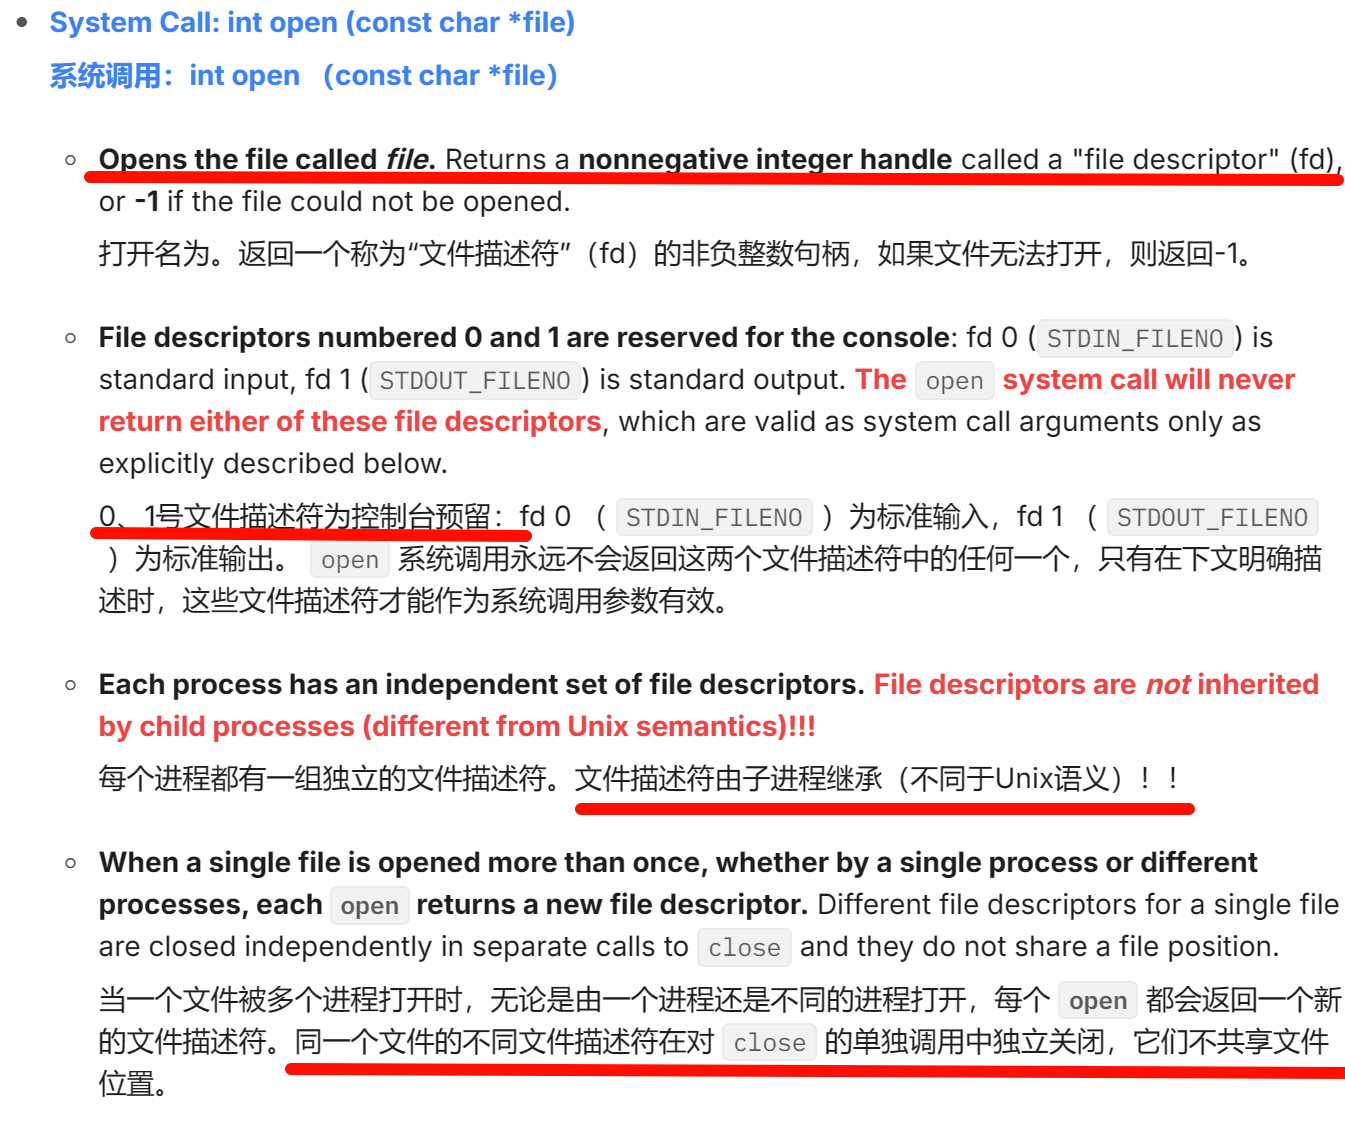 System Call: int open (const char *file)
系统调用：int open （const char *file）
Opens the file called file. Returns a nonnegative integer handle called a "file descriptor" (fd),
or -1 if the file could not be opened.
打开名为。返回一个称为“文件描述符”（fd）的非负整数句柄，如果文件无法打开，则返回-1。
File descriptors numbered 0 and 1 are reserved for the console: fd 0 (STDIN_FILENO) is
standard input, fd 1 (STDOUT_FILENO) is standard output. The open system call will never
return either of these file descriptors, which are valid as system call arguments only as
explicitly described below.
0、1号文件描述符为控制台预留：fd 0 （ STDIN_FILENO ）为标准输入，fd 1 （ STDOUT_FILENO
）为标准输出。 open 系统调用永远不会返回这两个文件描述符中的任何一个，只有在下文明确描
述时，这些文件描述符才能作为系统调用参数有效。
Each process has an independent set of file descriptors. File descriptors are not inherited
by child processes (different from Unix semantics)!!!
每个进程都有一组独立的文件描述符。文件描述符由子进程继承（不同于Unix语义）！！
When a single file is opened more than once, whether by a single process or different
processes, each open returns a new file descriptor. Different file descriptors for a single file
are closed independently in separate calls to close and they do not share a file position.
当一个文件被多个进程打开时，无论是由一个进程还是不同的进程打开，每个 open 都会返回一个新
的文件描述符。同一个文件的不同文件描述符在对 close 的单独调用中独立关闭，它们不共享文件
位置。